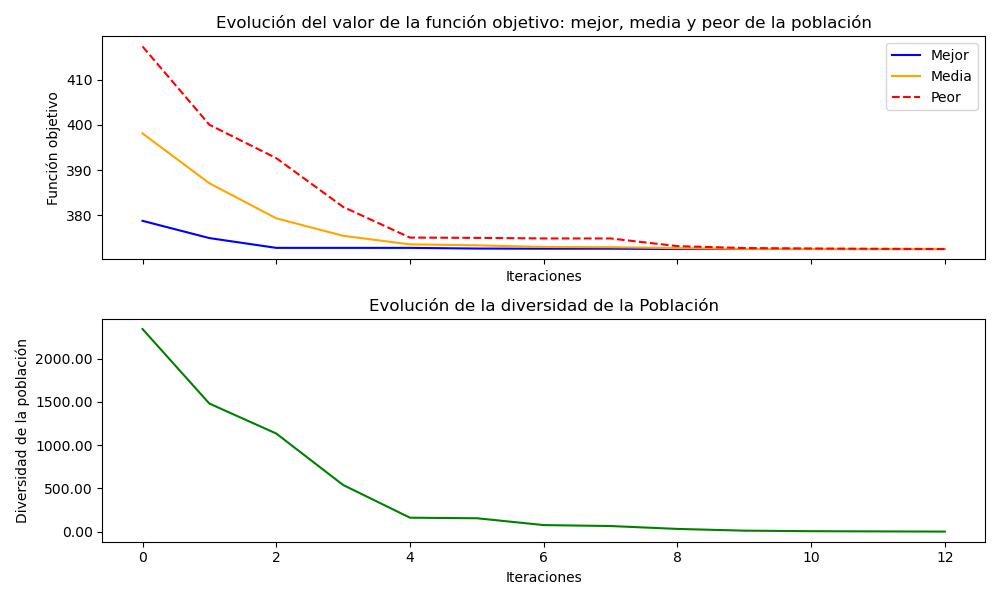 Evolución del valor de la función objetivo: mejor, media y peor de la población
Mejor
Media
Peor
410
400
390
380
Función objetivo
Iteraciones
Evolución de la diversidad de la Población
2000.00
1500.00
1000.00
500.00
0.00
Diversidad de la población
0 2 4 6 8 10 12
Iteraciones